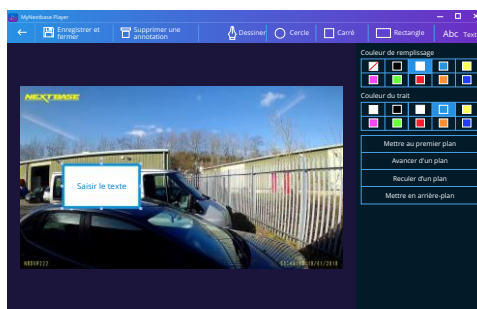 MyNextbase Player
Enregistrer et
fermer
Supprimer une
annotation
Dessiner
Cercle
Carré
Rectangle
Abc Text
Couleur de remplissage
Couleur du trait
Mettre au premier plan
Avancer d'un plan
Reculer d'un plan
Mettre en arrière-plan
NEXTBASE
Saisir le texte